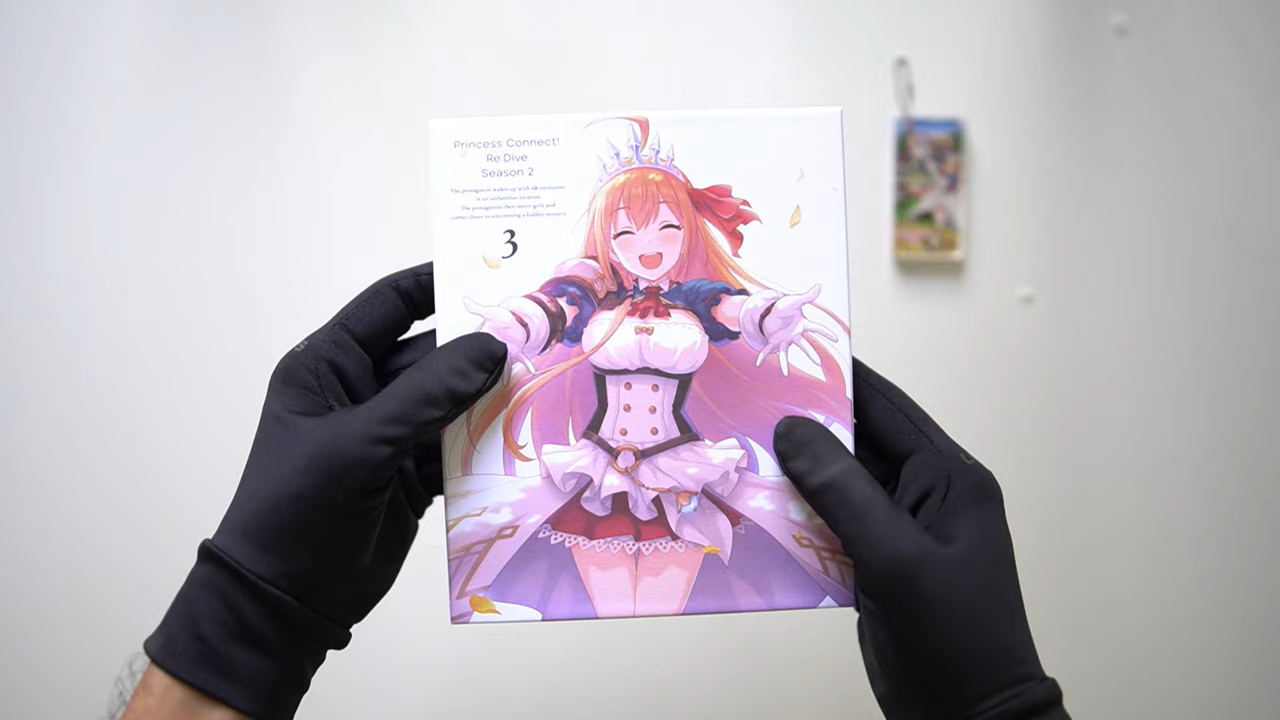 Princess Connect!
Re:Dive
Season 2
The protagonist wakes up with no memories
in an unfamiliar location.
The protagonist then meets girls and
comes closer to uncovering a hidden mystery.
3